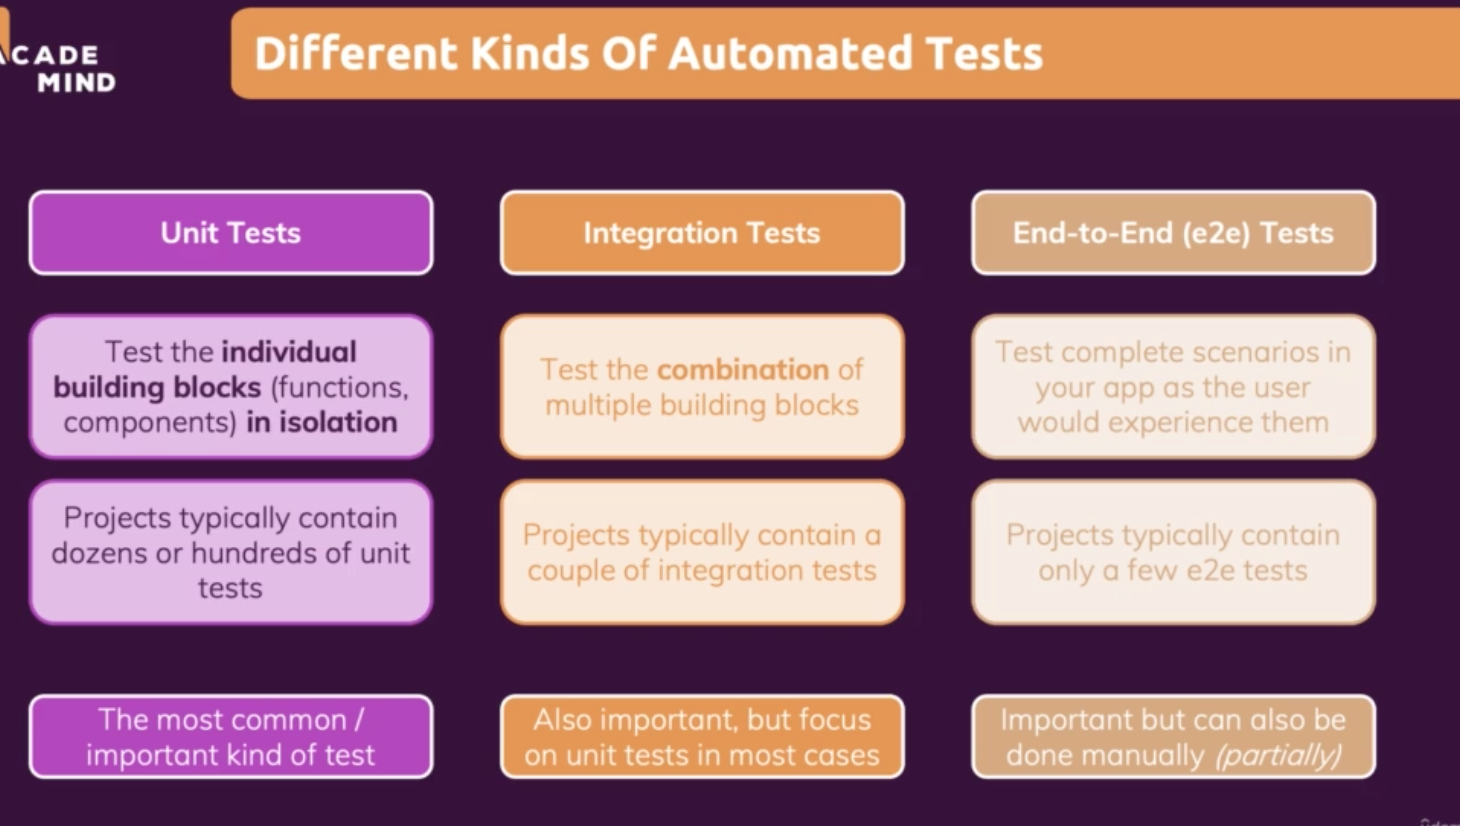 ACADE
MIND
Different Kinds Of Automated Tests
Unit Tests
Test the individual
building blocks (functions,
components) in isolation
Projects typically contain
dozens or hundreds of unit
tests
The most common /
important kind of test
Integration Tests
Test the combination of
multiple building blocks
Projects typically contain a
couple of integration tests
Also important, but focus
on unit tests in most cases
End-to-End (e2e) Tests
Test complete scenarios in
your app as the user
would experience them
Projects typically contain
only a few e2e tests
Important but can also be
done manually (partially)